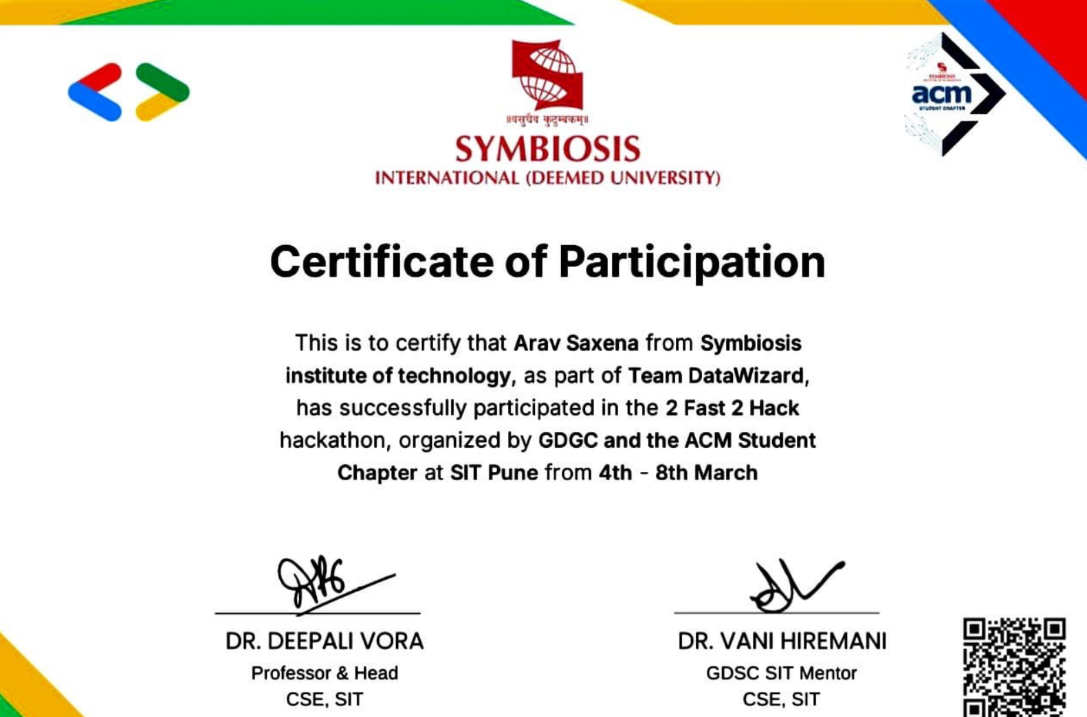 ॥वसुधैव कुटुम्बकम्॥
SYMBIOSIS
INTERNATIONAL (DEEMED UNIVERSITY)
SYMBIOSIS
acm
STUDENT CHAPTER
Certificate of Participation
This is to certify that Arav Saxena from Symbiosis
institute of technology, as part of Team DataWizard,
has successfully participated in the 2 Fast 2 Hack
hackathon, organized by GDGC and the ACM Student
Chapter at SIT Pune from 4th - 8th March
DR. DEEPALI VORA
Professor & Head
CSE, SIT
DR. VANI HIREMANI
GDSC SIT Mentor
CSE, SIT